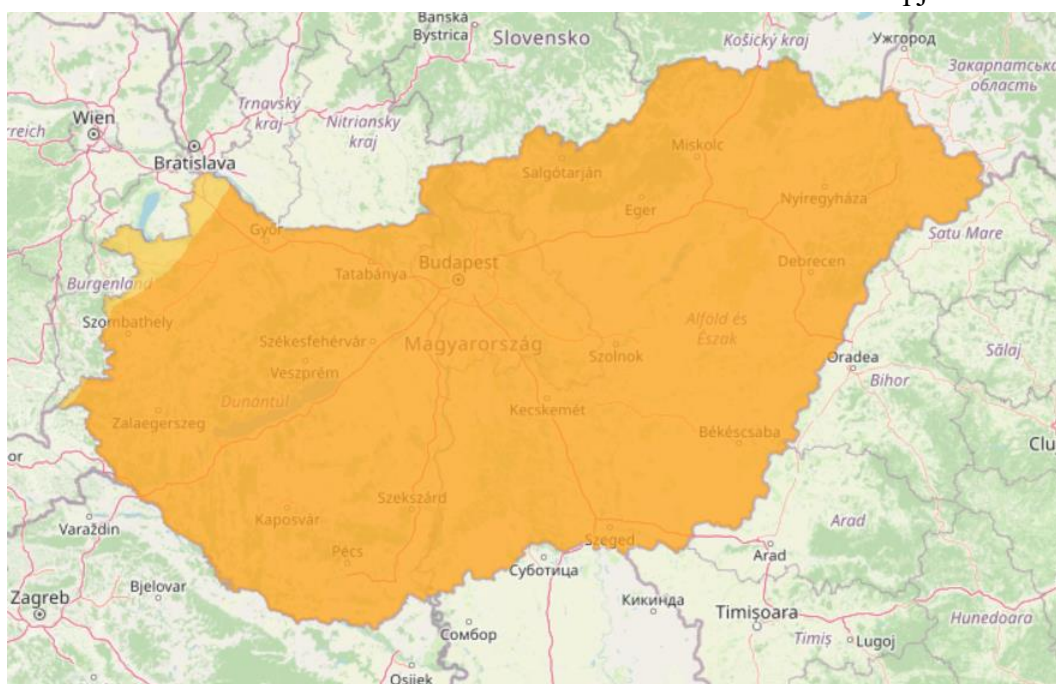 Banská
Bystrica
Slovensko
Košický kraj
Ужгород
Закарпатська
область
Wien
Trnavský
kraj
Nitriansky
kraj
Bratislava
Salgótarján
Miskolc
Nyíregyháza
Eger
Satu Mare
Győr
Tatabánya
Budapest
Debrecen
Burgenland
Szombathely
Székesfehérvár
Magyarország
Alföld és
Észak
Szolnok
Veszprém
Oradea
Sălaj
Bihor
Dunántúl
Zalaegerszeg
Kecskemét
Békéscsaba
Clu
Szekszárd
Kaposvár
Pécs
Szeged
Arad
Varaždin
Суботица
Arad
Bjelovar
Zagreb
Кикинда
Timișoara
Hunedoara
Сомбор
Timiș
Lugoj
Osijek